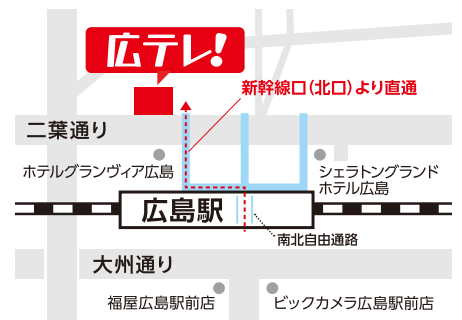 広テレ!
新幹線口(北口)より直通
二葉通り
ホテルグランヴィア広島
シェラトングランド
ホテル広島
広島駅
南北自由通路
大州通り
福屋広島駅前店
ビックカメラ広島駅前店